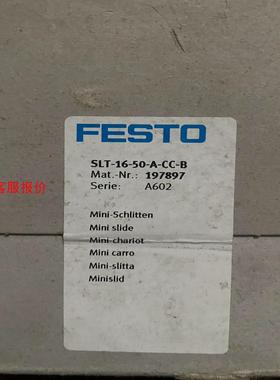 FESTO
SLT-16-50-A-CC-B
Mat.-Nr.: 197897
Serie: A602
客服报价
Mini-Schlitten
Mini slide
Mini-chariot
Mini carro
Mini-slitta
Minislid